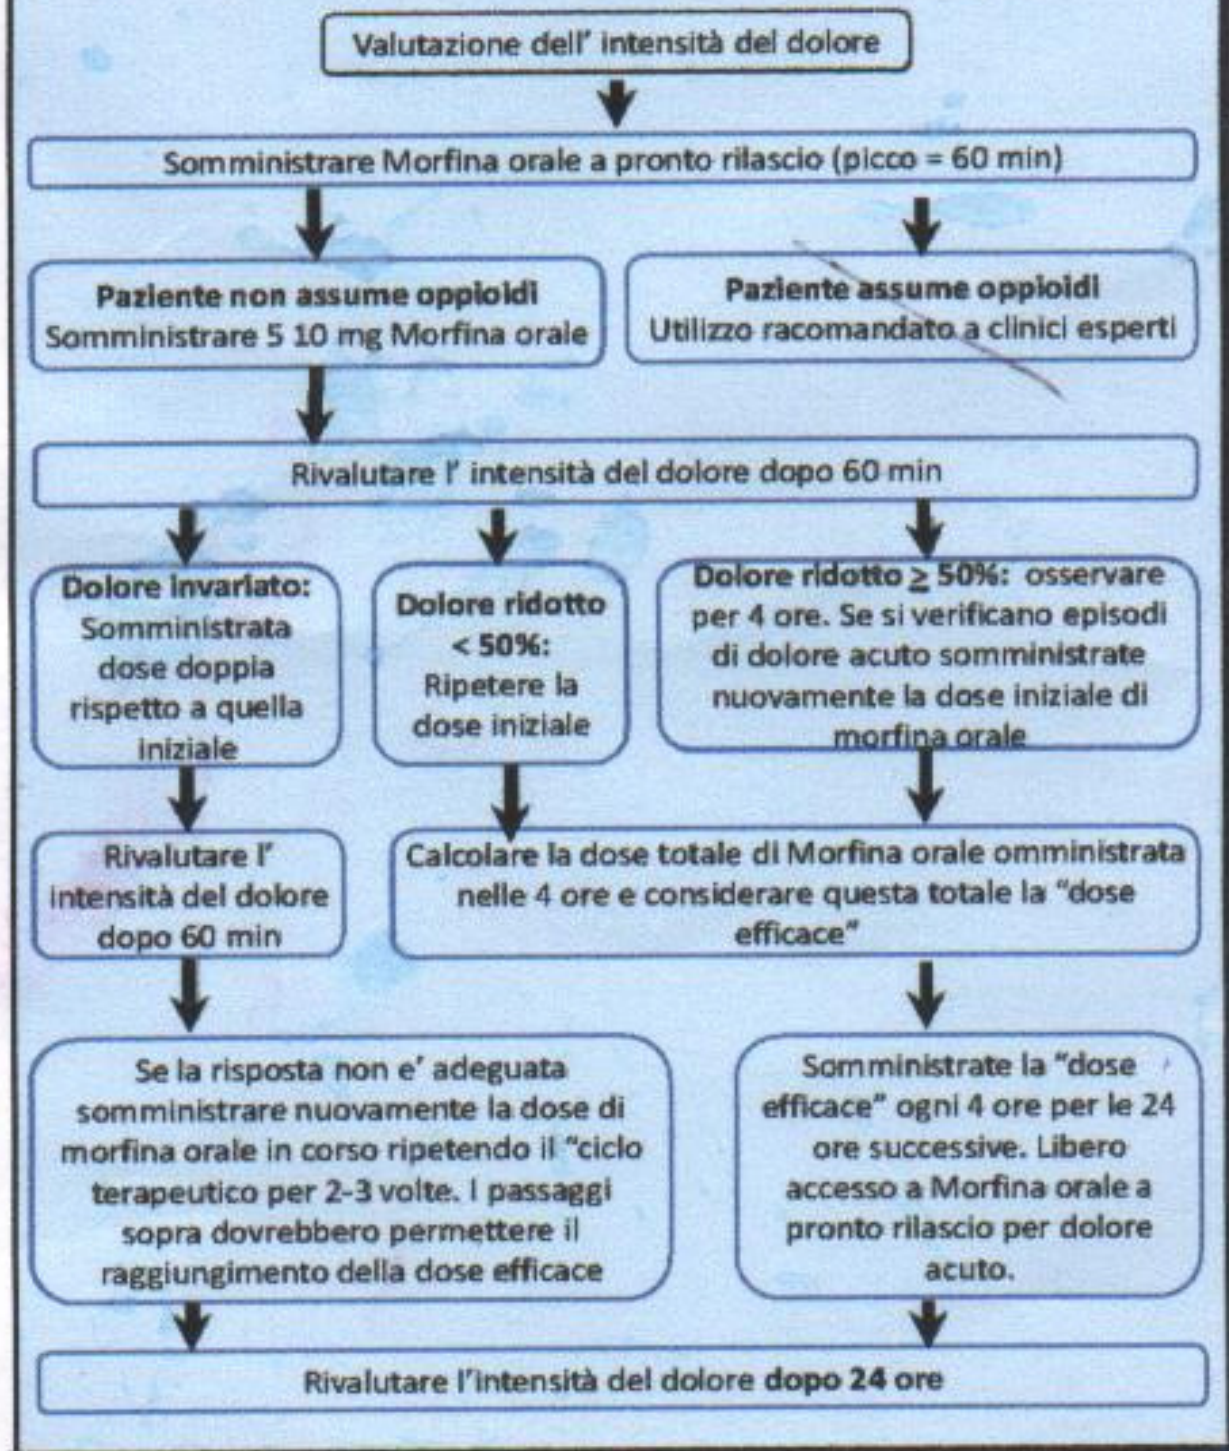 Valutazione dell' intensità del dolore
Somministrare Morfina orale a pronto rilascio (picco = 60 min)
Paziente non assume oppioidi
Somministrare 5 10 mg Morfina orale
Paziente assume oppioidi
Utilizzo racomandato a clinici esperti
Rivalutare l' intensità del dolore dopo 60 min
Dolore invariato:
Somministrata
dose doppia
rispetto a quella
iniziale
Dolore ridotto
< 50%:
Ripetere la
dose iniziale
Dolore ridotto ≥ 50%: osservare
per 4 ore. Se si verificano episodi
di dolore acuto somministrate
nuovamente la dose iniziale di
morfina orale
Rivalutare l'
intensità del dolore
dopo 60 min
Calcolare la dose totale di Morfina orale omministrata
nelle 4 ore e considerare questa totale la "dose
efficace"
Se la risposta non e' adeguata
somministrare nuovamente la dose di
morfina orale in corso ripetendo il "ciclo
terapeutico per 2-3 volte. I passaggi
sopra dovrebbero permettere il
raggiungimento della dose efficace
Somministrate la "dose
efficace" ogni 4 ore per le 24
ore successive. Libero
accesso a Morfina orale a
pronto rilascio per dolore
acuto.
Rivalutare l'intensità del dolore dopo 24 ore